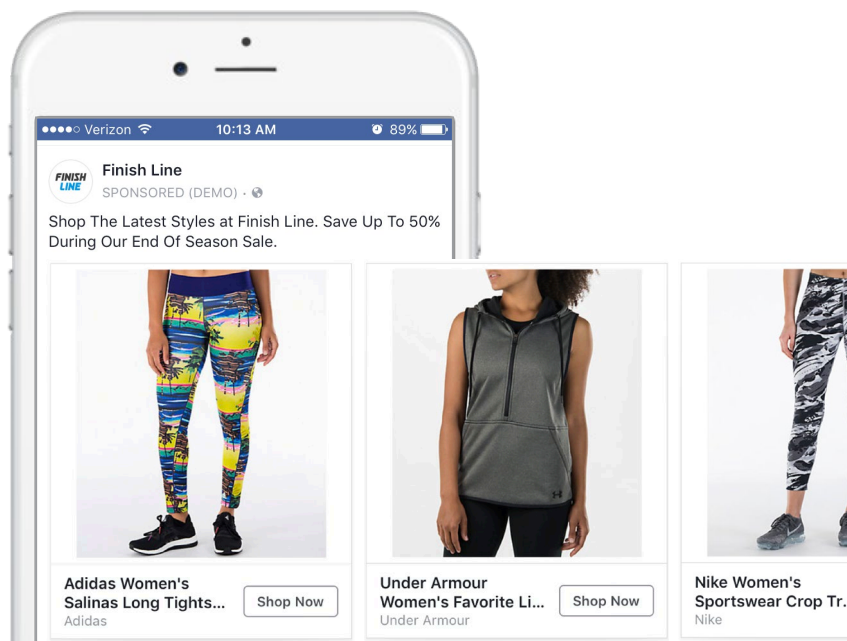 Verizon 10:13 AM 89%
FINISH
LINE
Finish Line
SPONSORED (DEMO) ·
Shop The Latest Styles at Finish Line. Save Up To 50%
During Our End Of Season Sale.
Adidas Women's
Salinas Long Tights...
Adidas
Shop Now
Under Armour
Women's Favorite Li...
Under Armour
Shop Now
Nike Women's
Sportswear Crop Tr.
Nike